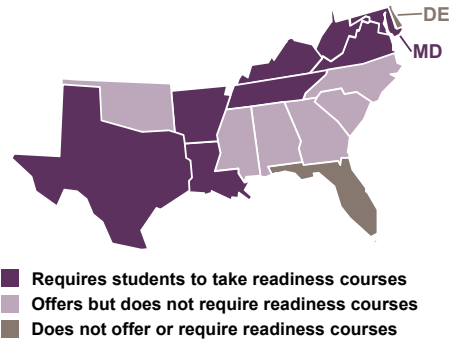 DE
MD
Requires students to take readiness courses
Offers but does not require readiness courses
Does not offer or require readiness courses